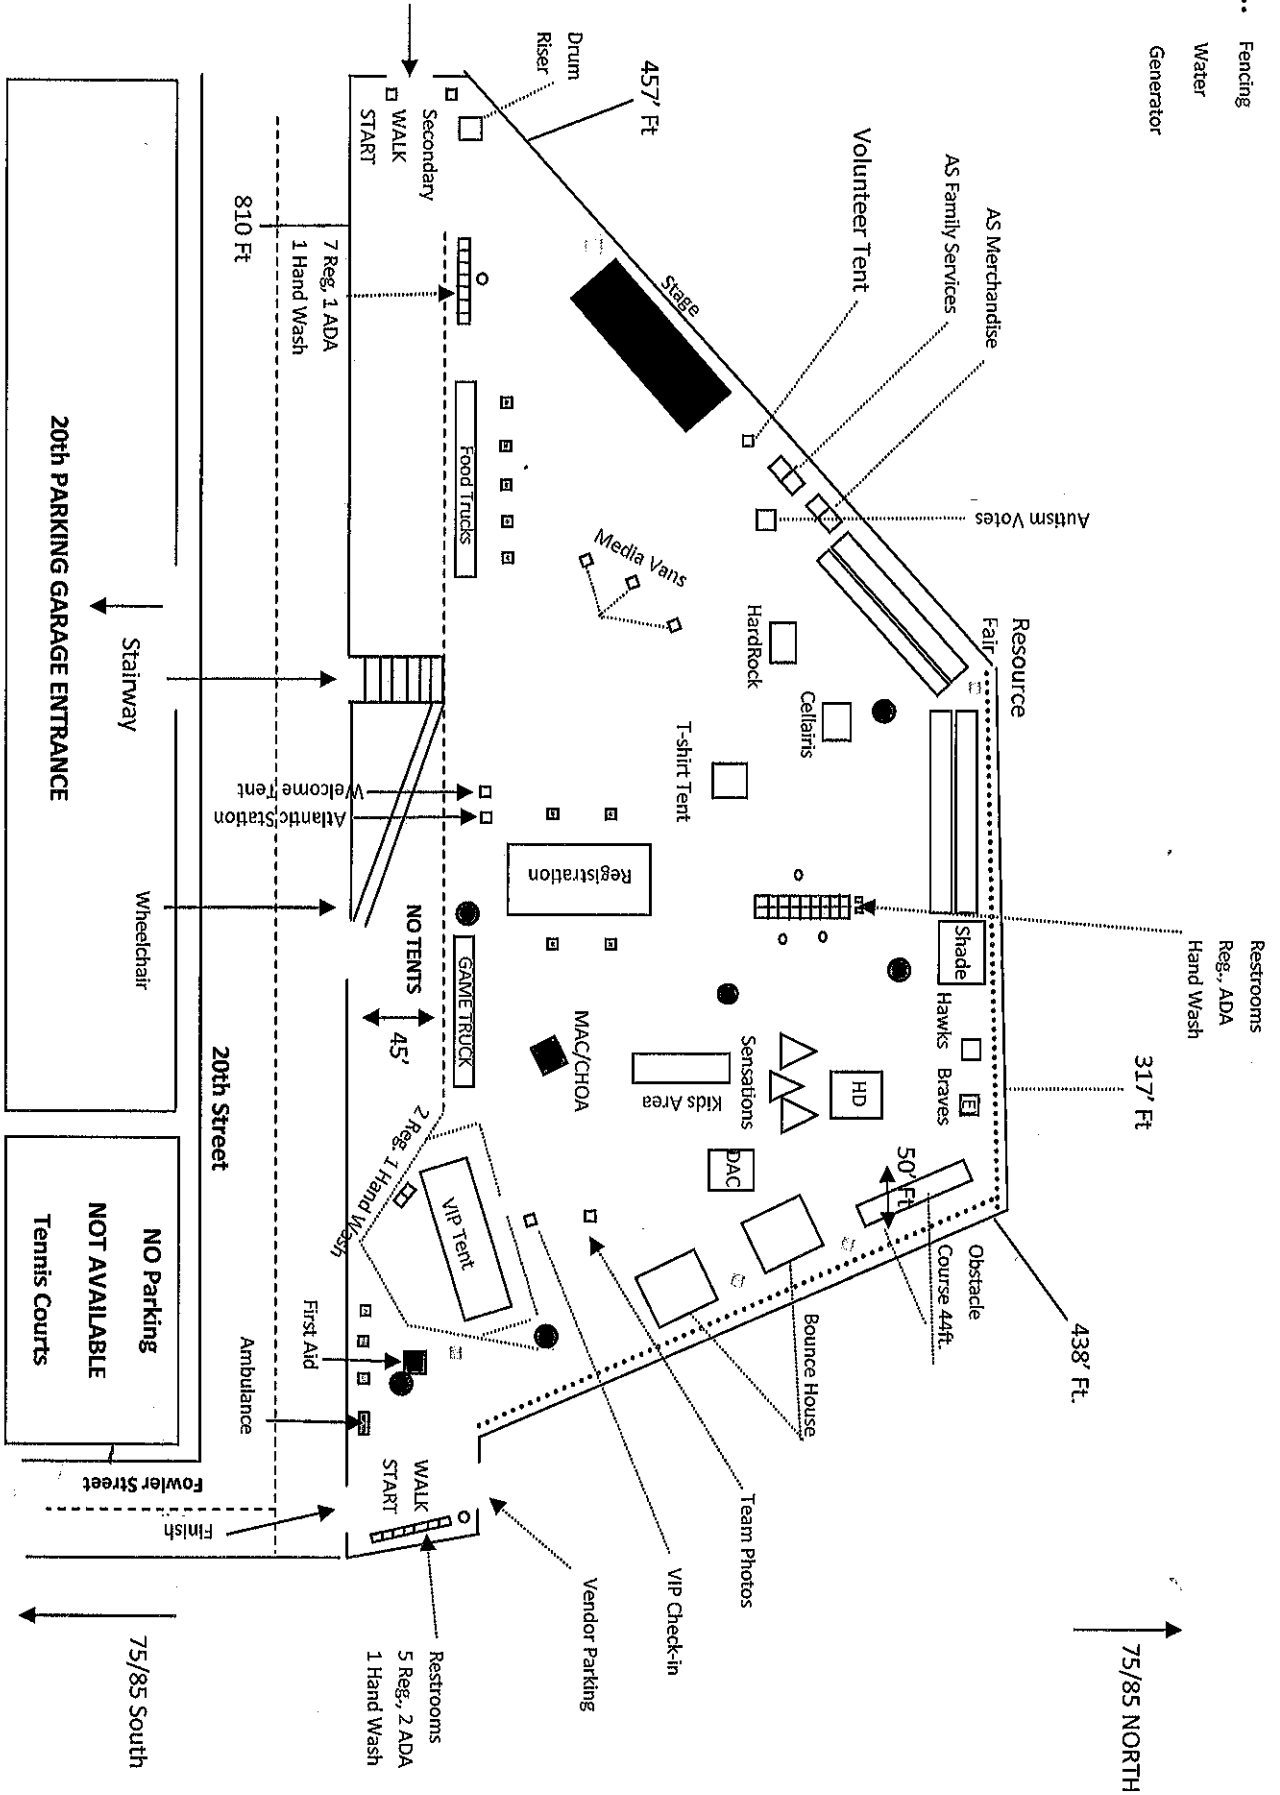 Fencing
Water
Generator
Drum
Riser
457' Ft
Secondary
WALK
START
810 Ft
7 Reg, 1 ADA
1 Hand Wash
Stage
Volunteer Tent
AS Family Services
AS Merchandise
Autism Votes
Food Trucks
Media Vans
HardRock
Cellairis
Resource
Fair
T-shirt Tent
20th PARKING GARAGE ENTRANCE
Stairway
Welcome Tent
Atlantic Station
Registration
Wheelchair
NO TENTS
45'
GAME TRUCK
MAC/CHOA
Restrooms
Reg., ADA
Hand Wash
Shade
Hawks
Braves
E
317' Ft
Sensations
Kids Area
HD
DAC
50' Ft
Obstacle
Course 44ft.
438' Ft.
Bounce House
20th Street
2 Reg, 1 Hand Wash
VIP Tent
First Aid
Ambulance
NO Parking
NOT AVAILABLE
Tennis Courts
Fowler Street
Finish
WALK
START
Team Photos
VIP Check-in
Vendor Parking
Restrooms
5 Reg., 2 ADA
1 Hand Wash
75/85 South
75/85 NORTH